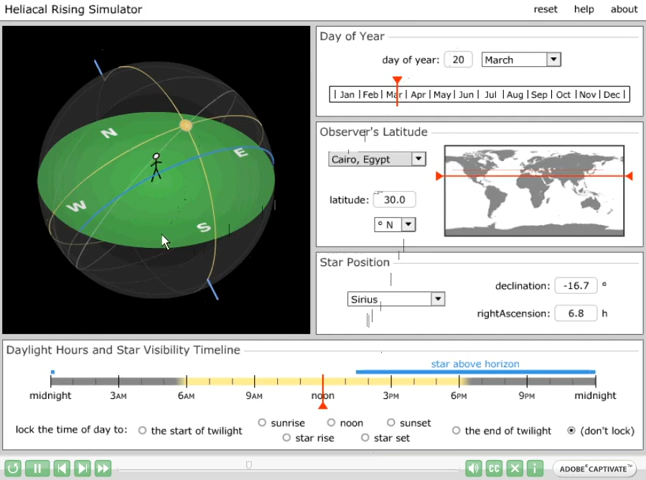 Heliacal Rising Simulator
reset help about
Day of Year
day of year: 20 March
Jan Feb Mar Apr May Jun Jul Aug Sep Oct Nov Dec
Observer's Latitude
Cairo, Egypt
latitude: 30.0
° N
Star Position
Sirius
declination: -16.7 °
rightAscension: 6.8 h
N
E
W
S
Daylight Hours and Star Visibility Timeline
star above horizon
midnight 3AM 6AM 9AM noon 3PM 6PM 9PM midnight
lock the time of day to: the start of twilight sunrise noon sunset the end of twilight (don't lock)
star rise star set
CC i ADOBE® CAPTIVATE™